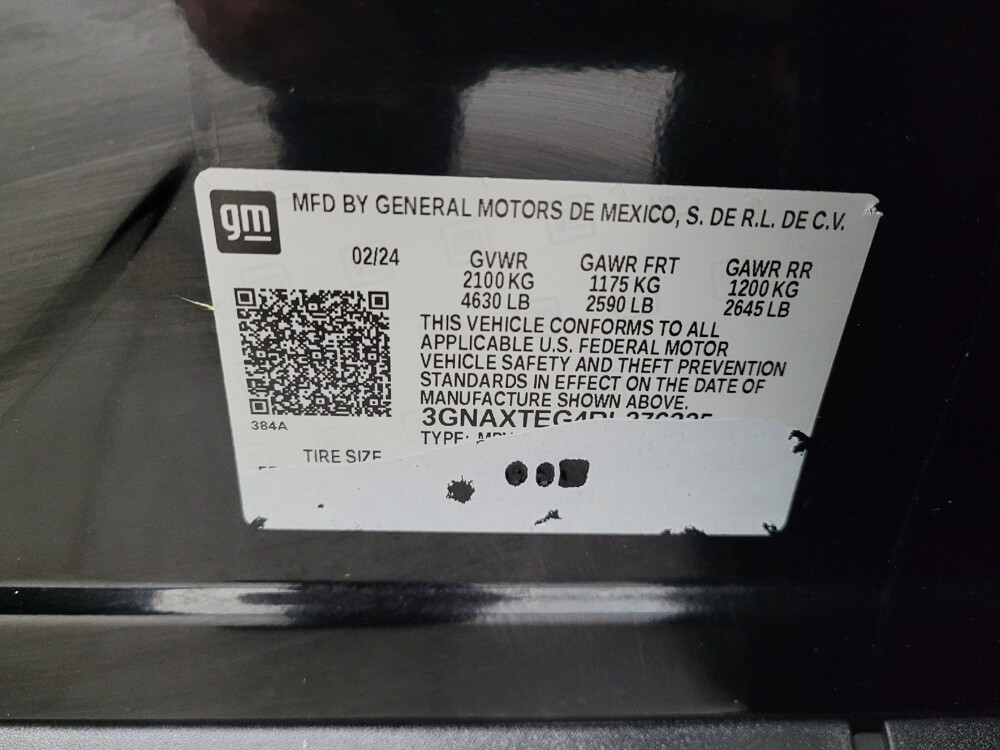 gm
MFD BY GENERAL MOTORS DE MEXICO, S. DE R.L. DE C.V.
02/24
GVWR
2100 KG
4630 LB
GAWR FRT
1175 KG
2590 LB
GAWR RR
1200 KG
2645 LB
THIS VEHICLE CONFORMS TO ALL
APPLICABLE U.S. FEDERAL MOTOR
VEHICLE SAFETY AND THEFT PREVENTION
STANDARDS IN EFFECT ON THE DATE OF
MANUFACTURE SHOWN ABOVE.
TYPE:
384A
TIRE SIZE